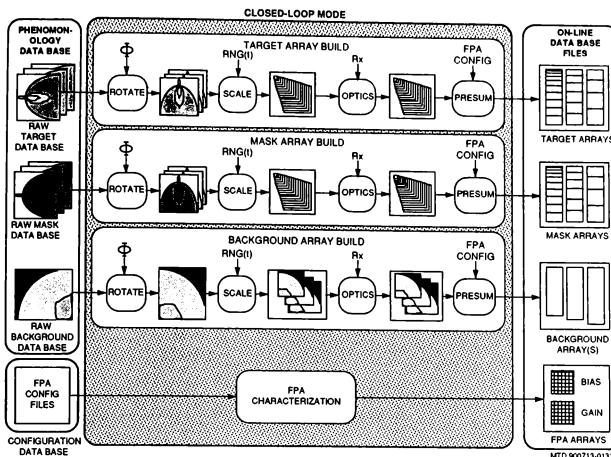 CLOSED-LOOP MODE
PHENOMON-
OLOGY
DATA BASE
RAW
TARGET
DATA BASE
RAW MASK
DATA BASE
RAW
BACKGROUND
DATA BASE
FPA
CONFIG
FILES
CONFIGURATION
DATA BASE
TARGET ARRAY BUILD
Φ
RNG(t)
Rx
FPA
CONFIG
ROTATE
SCALE
OPTICS
PRESUM
MASK ARRAY BUILD
Φ
RNG(t)
Rx
FPA
CONFIG
ROTATE
SCALE
OPTICS
PRESUM
BACKGROUND ARRAY BUILD
Φ
RNG(t)
Rx
FPA
CONFIG
ROTATE
SCALE
OPTICS
PRESUM
FPA
CHARACTERIZATION
ON-LINE
DATA BASE
FILES
TARGET ARRAYS
MASK ARRAYS
BACKGROUND
ARRAY(S)
BIAS
GAIN
FPA ARRAYS